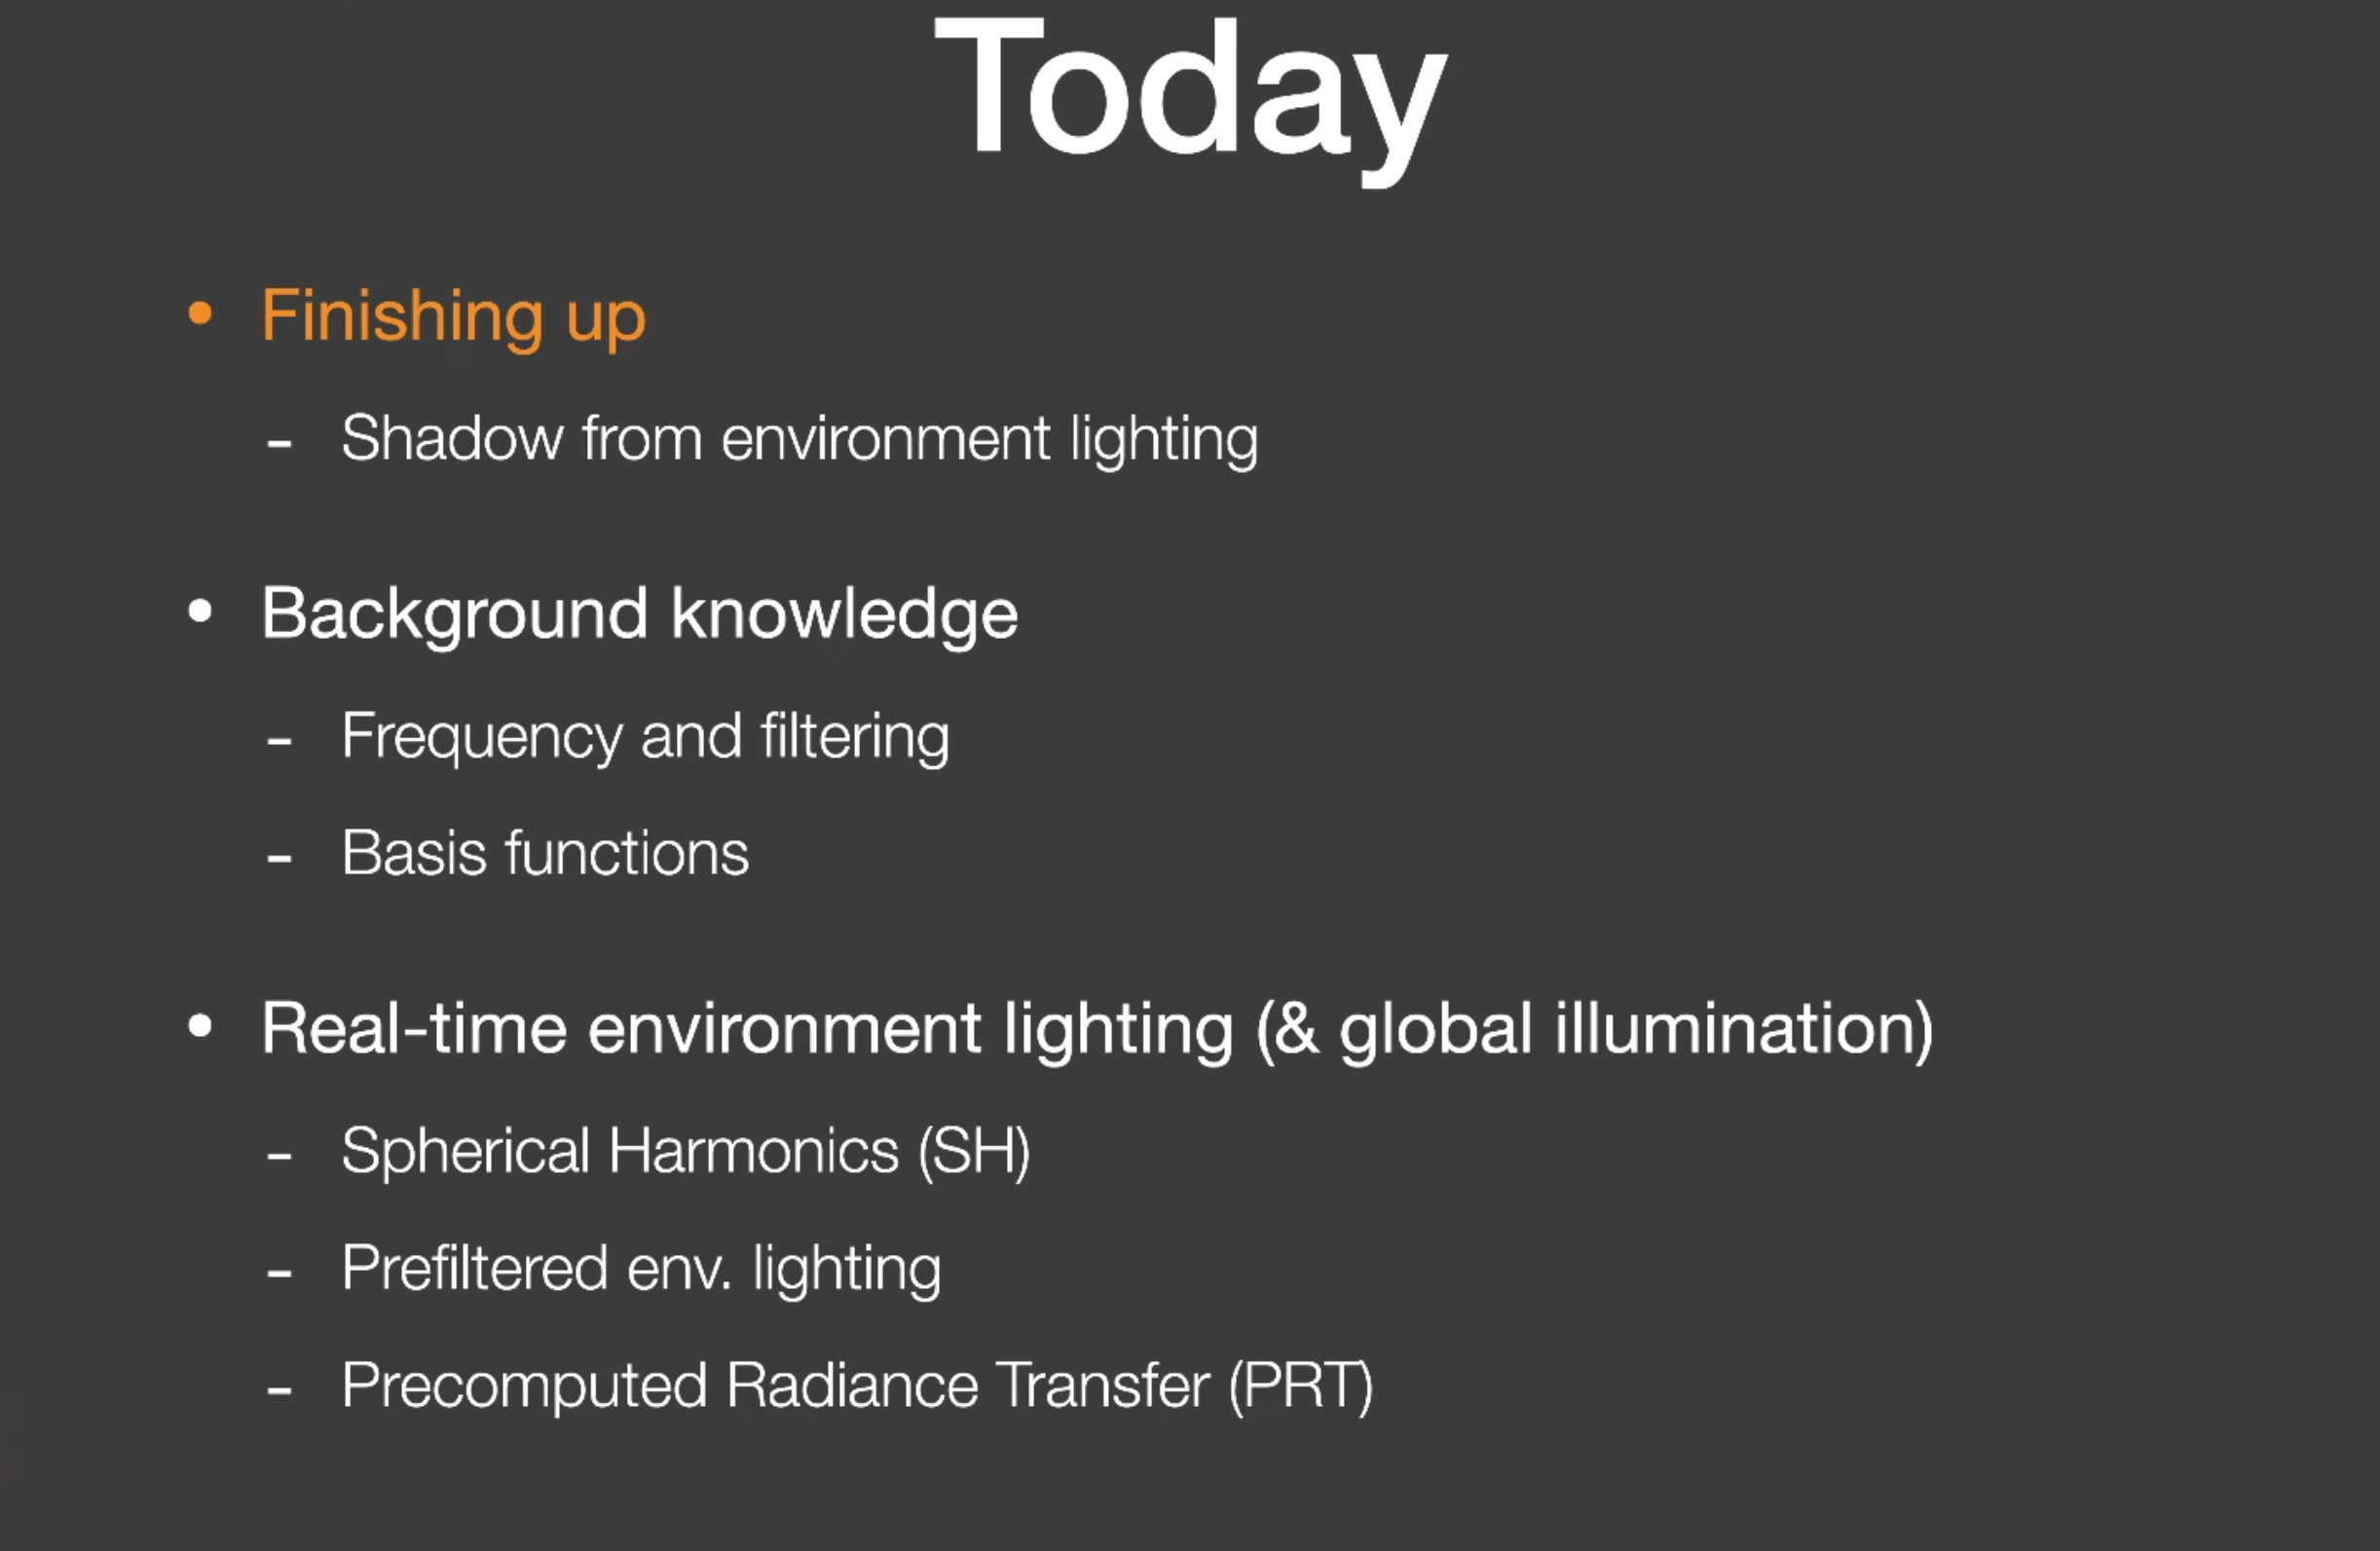 Today
• Finishing up
- Shadow from environment lighting
• Background knowledge
- Frequency and filtering
- Basis functions
• Real-time environment lighting (& global illumination)
- Spherical Harmonics (SH)
- Prefiltered env. lighting
- Precomputed Radiance Transfer (PRT)